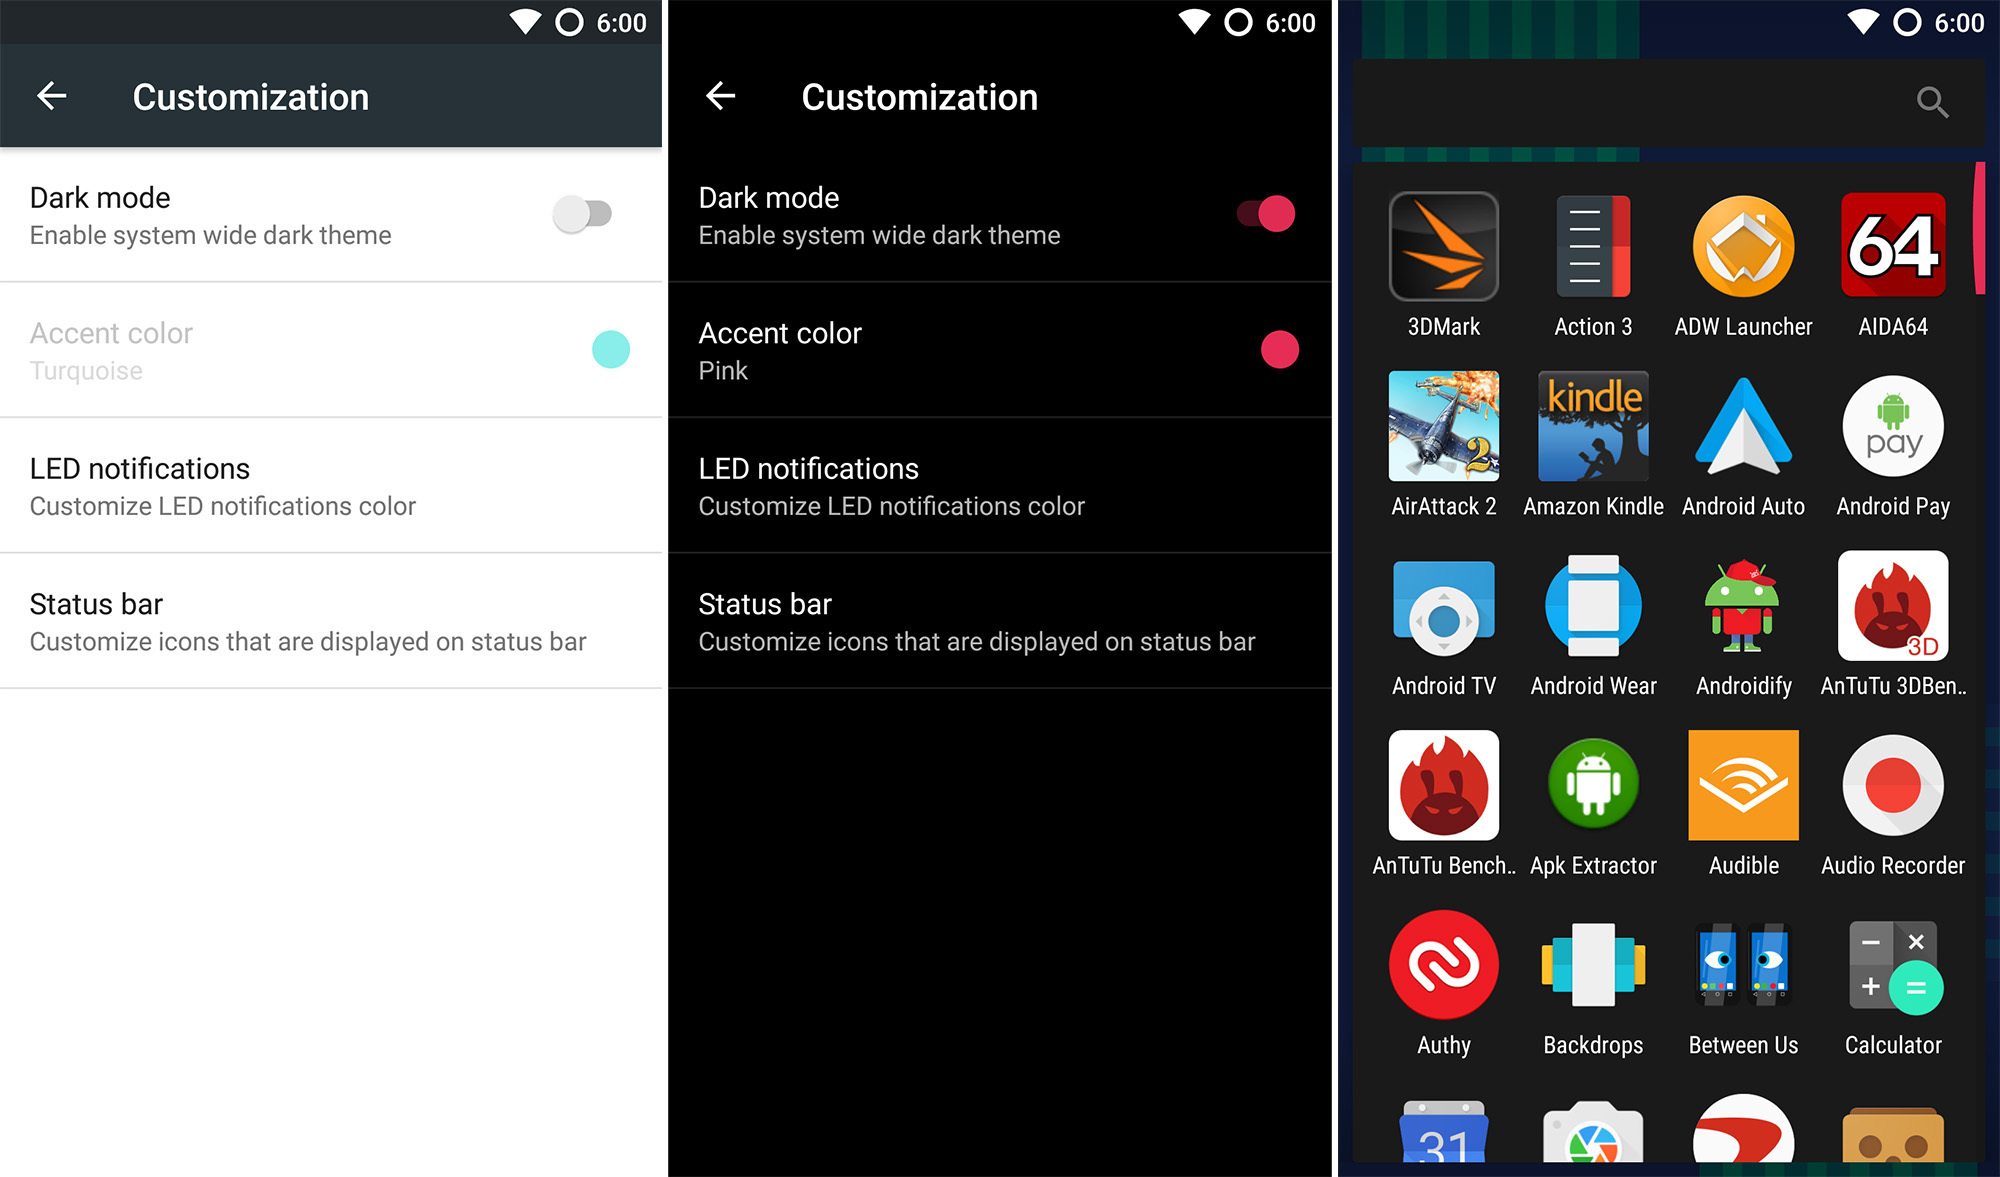 6:00
Customization
Dark mode
Enable system wide dark theme
Accent color
Turquoise
LED notifications
Customize LED notifications color
Status bar
Customize icons that are displayed on status bar
6:00
Customization
Dark mode
Enable system wide dark theme
Accent color
Pink
LED notifications
Customize LED notifications color
Status bar
Customize icons that are displayed on status bar
6:00
64
3DMark Action 3 ADW Launcher AIDA64
kindle
2 pay
AirAttack 2 Amazon Kindle Android Auto Android Pay
3D
Android TV Android Wear Androidify AnTuTu 3DBen..
AnTuTu Bench.. Apk Extractor Audible Audio Recorder
Authy Backdrops Between Us Calculator
31